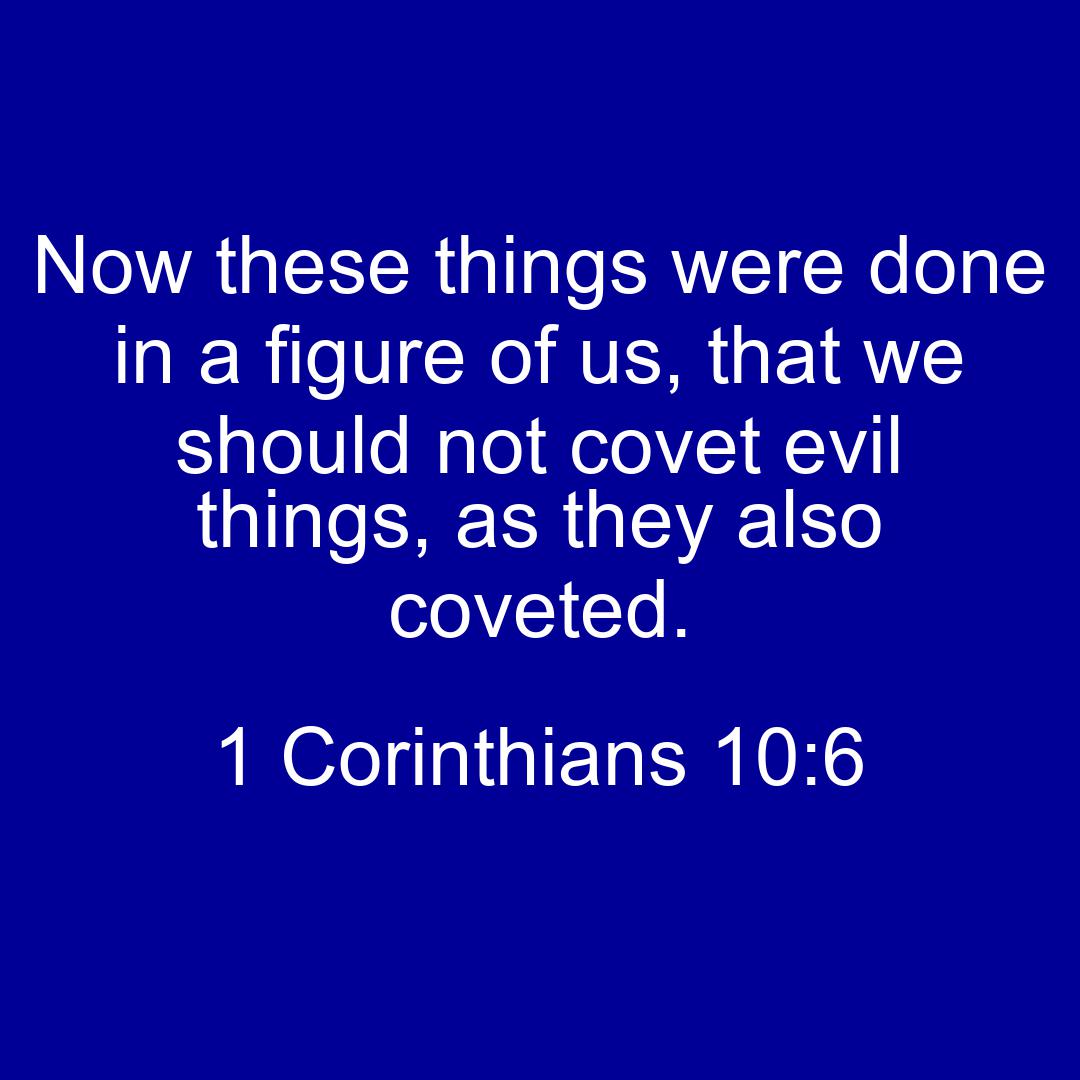 Now these things were done
in a figure of us, that we
should not covet evil
things, as they also
coveted.
1 Corinthians 10:6